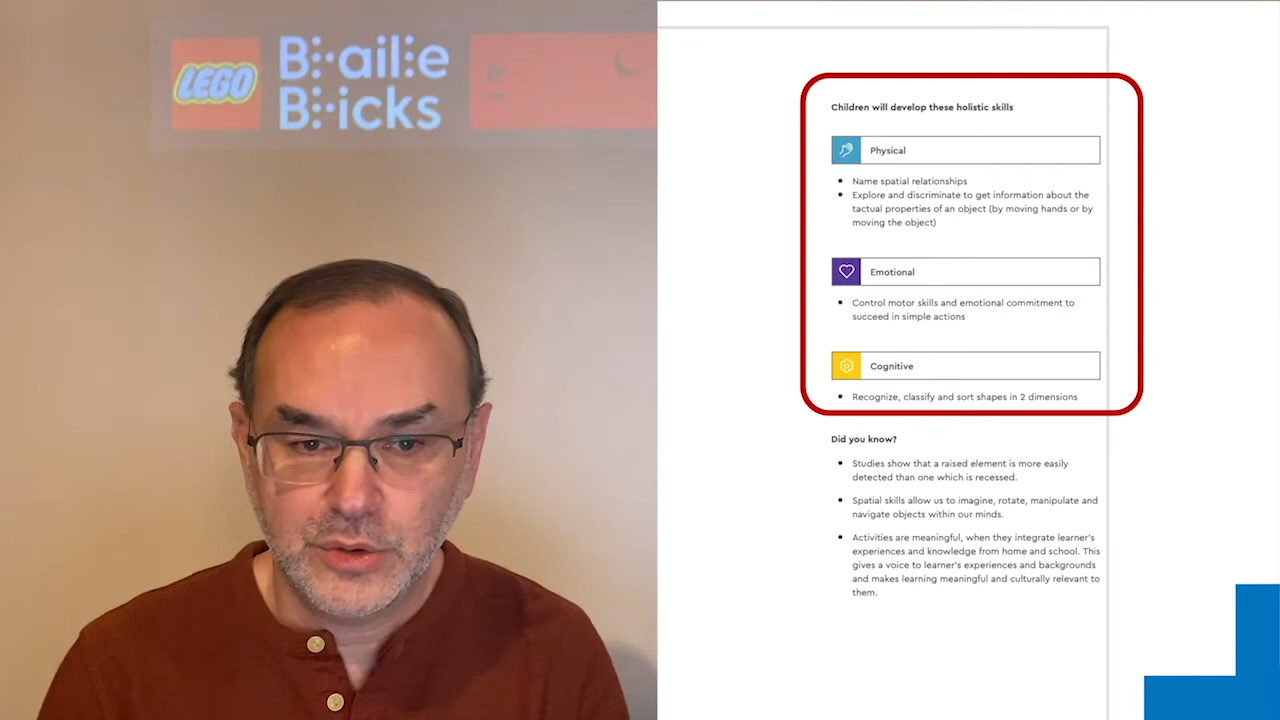 LEGO
Braille
Bricks
Children will develop these holistic skills
Physical
• Name spatial relationships
• Explore and discriminate to get information about the
tactual properties of an object (by moving hands or by
moving the object)
Emotional
• Control motor skills and emotional commitment to
succeed in simple actions
Cognitive
• Recognize, classify and sort shapes in 2 dimensions
Did you know?
• Studies show that a raised element is more easily
detected than one which is recessed.
• Spatial skills allow us to imagine, rotate, manipulate and
navigate objects within our minds.
• Activities are meaningful, when they integrate learner's
experiences and knowledge from home and school. This
gives a voice to learner's experiences and backgrounds
and makes learning meaningful and culturally relevant to
them.